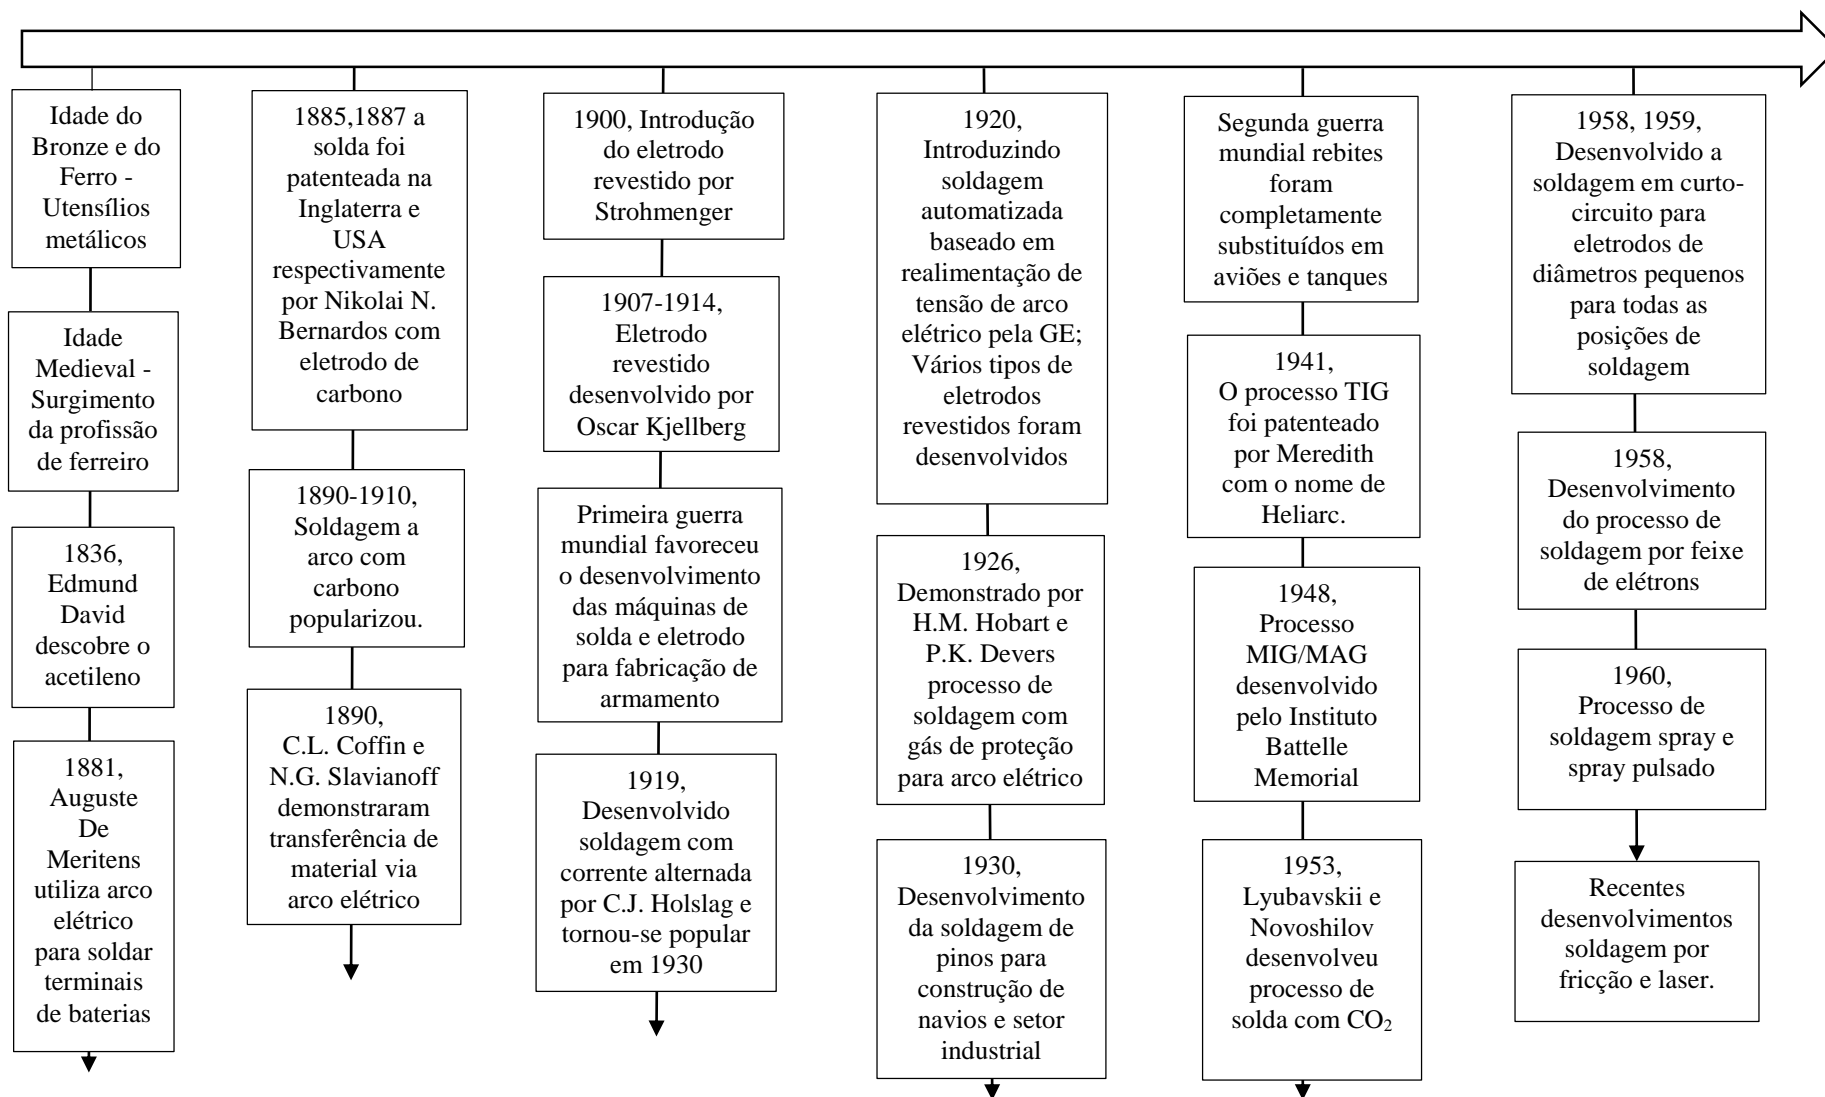 Idade do
Bronze e do
Ferro -
Utensílios
metálicos
Idade
Medieval -
Surgimento
da profissão
de ferreiro
1836,
Edmund
David
descobre o
acetileno
1881,
Auguste
De
Meritens
utiliza arco
elétrico
para soldar
terminais
de baterias
1885,1887 a
solda foi
patenteada na
Inglaterra e
USA
respectivamente
por Nikolai N.
Bernardos com
eletrodo de
carbono
1890-1910,
Soldagem a
arco com
carbono
popularizou.
1890,
C.L. Coffin e
N.G. Slavianoff
demonstraram
transferência de
material via
arco elétrico
1900, Introdução
do eletrodo
revestido por
Strohmenger
1907-1914,
Eletrodo
revestido
desenvolvido por
Oscar Kjellberg
Primeira guerra
mundial favoreceu
o desenvolvimento
das máquinas de
solda e eletrodo
para fabricação de
armamento
1919,
Desenvolvido
soldagem com
corrente alternada
por C.J. Holslag e
tornou-se popular
em 1930
1920,
Introduzindo
soldagem
automatizada
baseado em
realimentação de
tensão de arco
elétrico pela GE;
Vários tipos de
eletrodos
revestidos foram
desenvolvidos
1926,
Demonstrado por
H.M. Hobart e
P.K. Devers
processo de
soldagem com
gás de proteção
para arco elétrico
1930,
Desenvolvimento
da soldagem de
pinos para
construção de
navios e setor
industrial
Segunda guerra
mundial rebites
foram
completamente
substituídos em
aviões e tanques
1941,
O processo TIG
foi patenteado
por Meredith
com o nome de
Heliarc.
1948,
Processo
MIG/MAG
desenvolvido
pelo Instituto
Battelle
Memorial
1953,
Lyubavskii e
Novoshilov
desenvolveu
processo de
solda com CO₂
1958, 1959,
Desenvolvido a
soldagem em curto-
circuito para
eletrodos de
diâmetros pequenos
para todas as
posições de
soldagem
1958,
Desenvolvimento
do processo de
soldagem por feixe
de elétrons
1960,
Processo de
soldagem spray e
spray pulsado
Recentes
desenvolvimentos
soldagem por
fricção e laser.